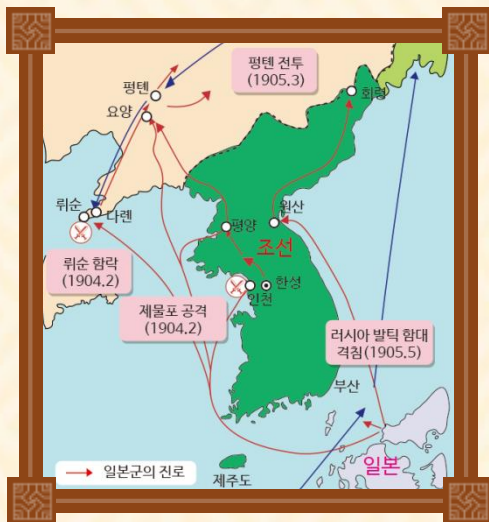 펑톈 전투
(1905.3)
펑톈
회령
요양
뤼순
다롄
원산
평양
조선
뤼순 함락
(1904.2)
한성
인천
제물포 공격
(1904.2)
러시아 발틱 함대
격침(1905.5)
부산
일본
일본군의 진로
제주도